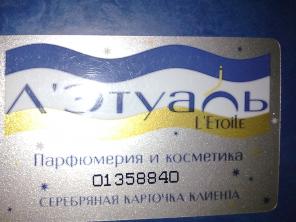 Л'Этуаль
L'ETOILE
Парфюмерия и косметика
01358840
СЕРЕБРЯНАЯ КАРТОЧКА КЛИЕНТА